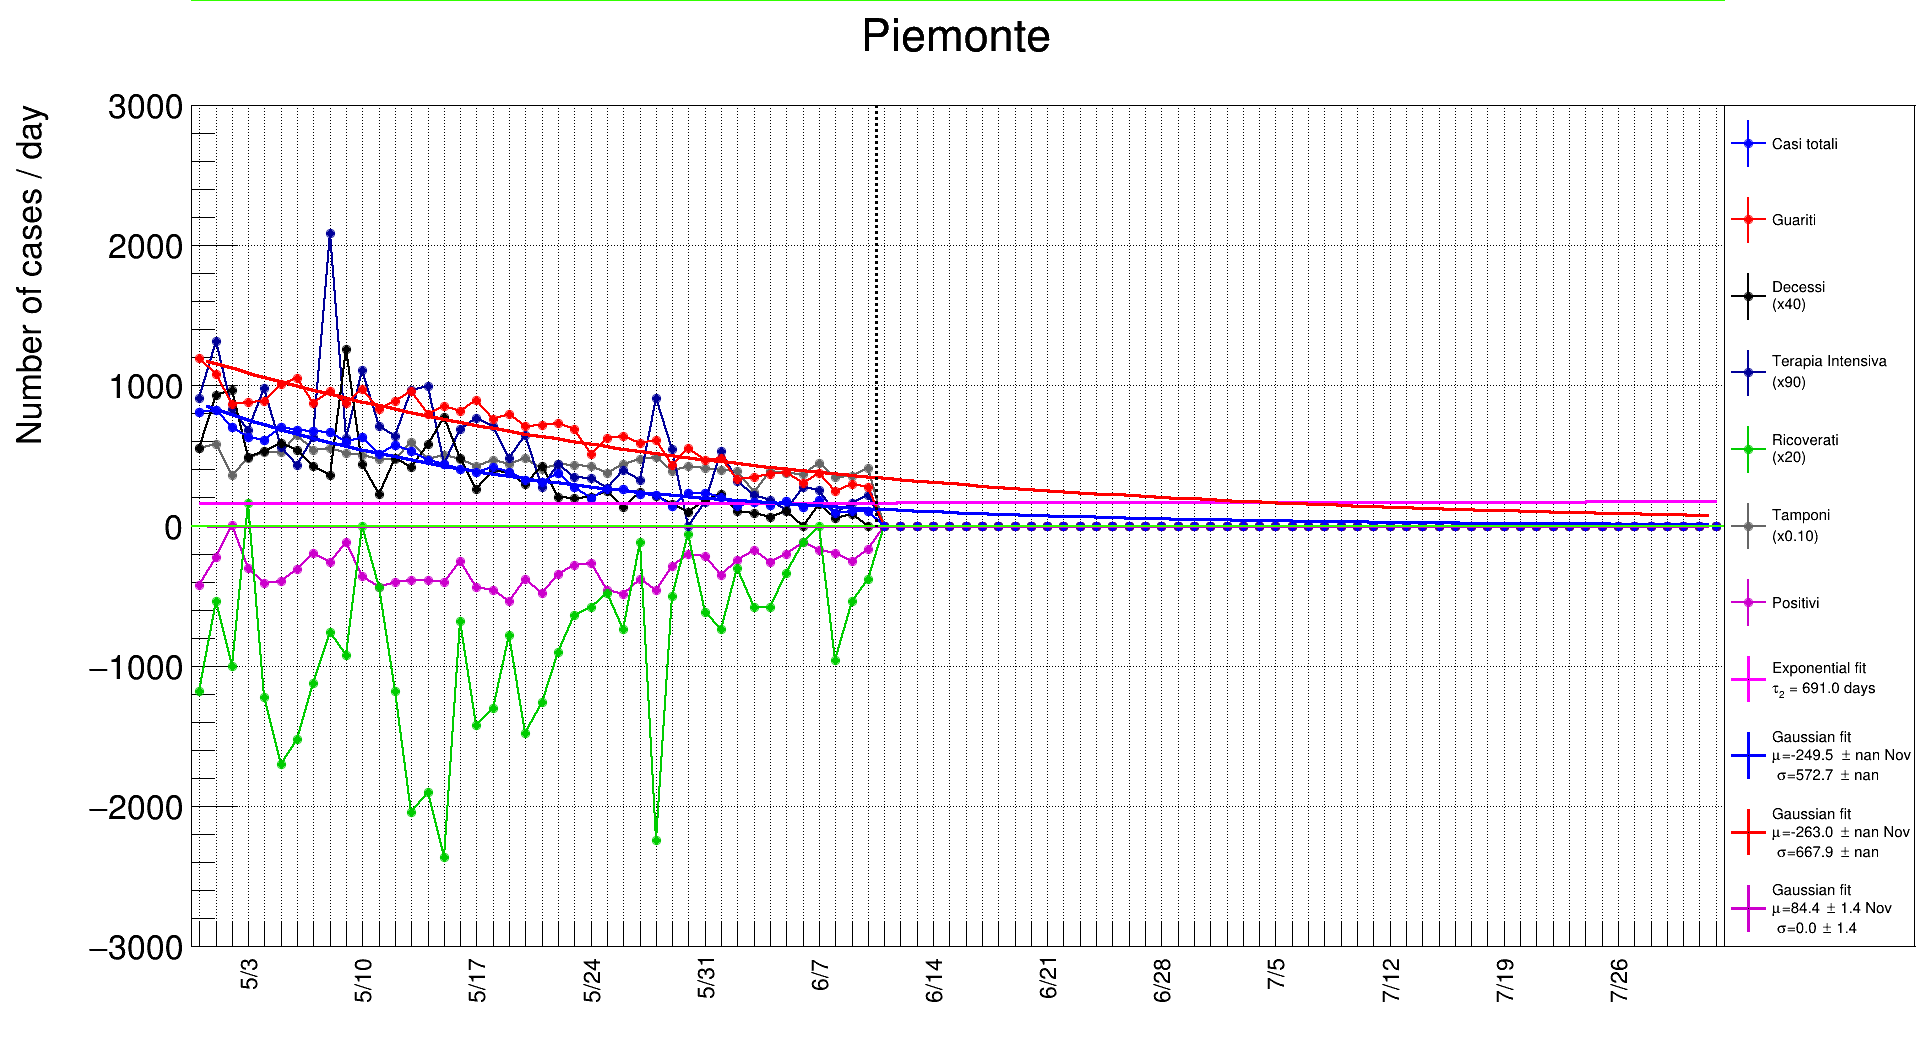 Piemonte
Number of cases / day
3000
2000
1000
0
−1000
−2000
−3000
5/3
5/10
5/17
5/24
5/31
6/7
6/14
6/21
6/28
7/5
7/12
7/19
7/26
Casi totali
Guariti
Decessi
(x40)
Terapia Intensiva
(x90)
Ricoverati
(x20)
Tamponi
(x0.10)
Positivi
Exponential fit
τ2 = 691.0 days
Gaussian fit
μ=-249.5 ± nan Nov
σ=572.7 ± nan
Gaussian fit
μ=-263.0 ± nan Nov
σ=667.9 ± nan
Gaussian fit
μ=84.4 ± 1.4 Nov
σ=0.0 ± 1.4